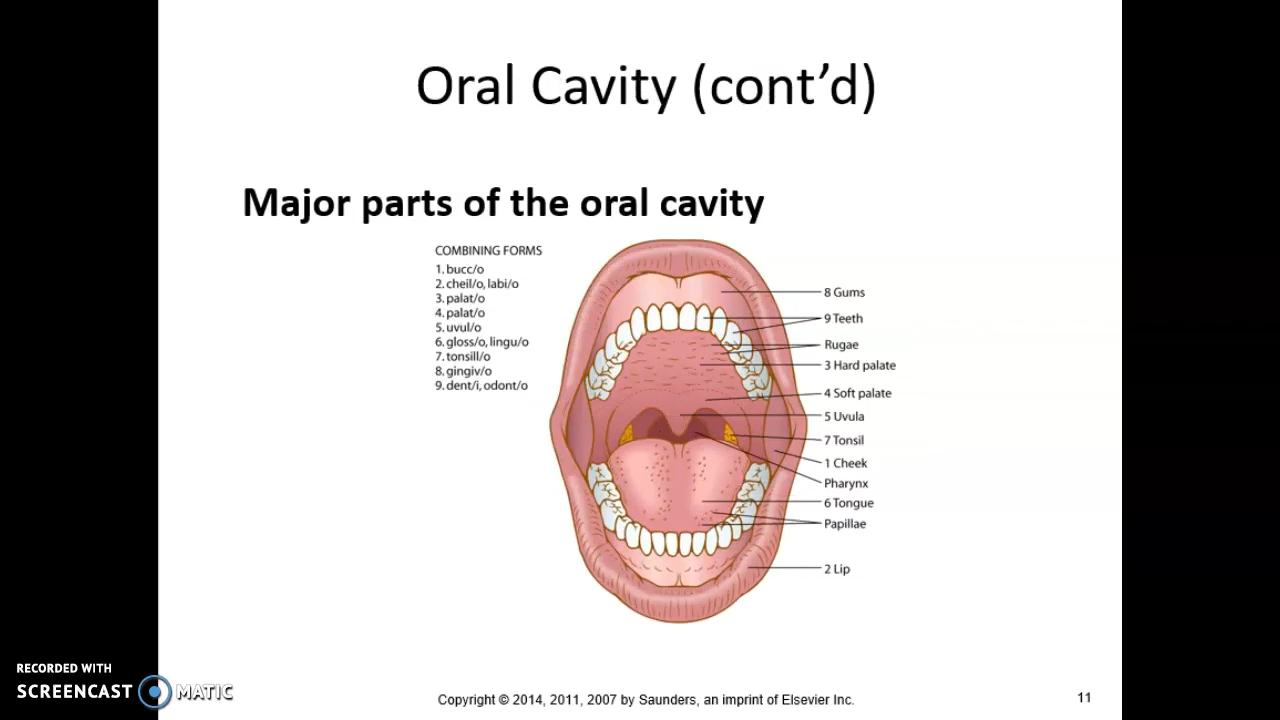 Oral Cavity (cont’d)
Major parts of the oral cavity
COMBINING FORMS
1. bucc/o
2. cheil/o, labi/o
3. palat/o
4. palat/o
5. uvul/o
6. gloss/o, lingu/o
7. tonsill/o
8. gingiv/o
9. dent/i, odont/o
8 Gums
9 Teeth
Rugae
3 Hard palate
4 Soft palate
5 Uvula
7 Tonsil
1 Cheek
Pharynx
6 Tongue
Papillae
2 Lip
RECORDED WITH
SCREENCAST MATIC
Copyright © 2014, 2011, 2007 by Saunders, an imprint of Elsevier Inc.
11